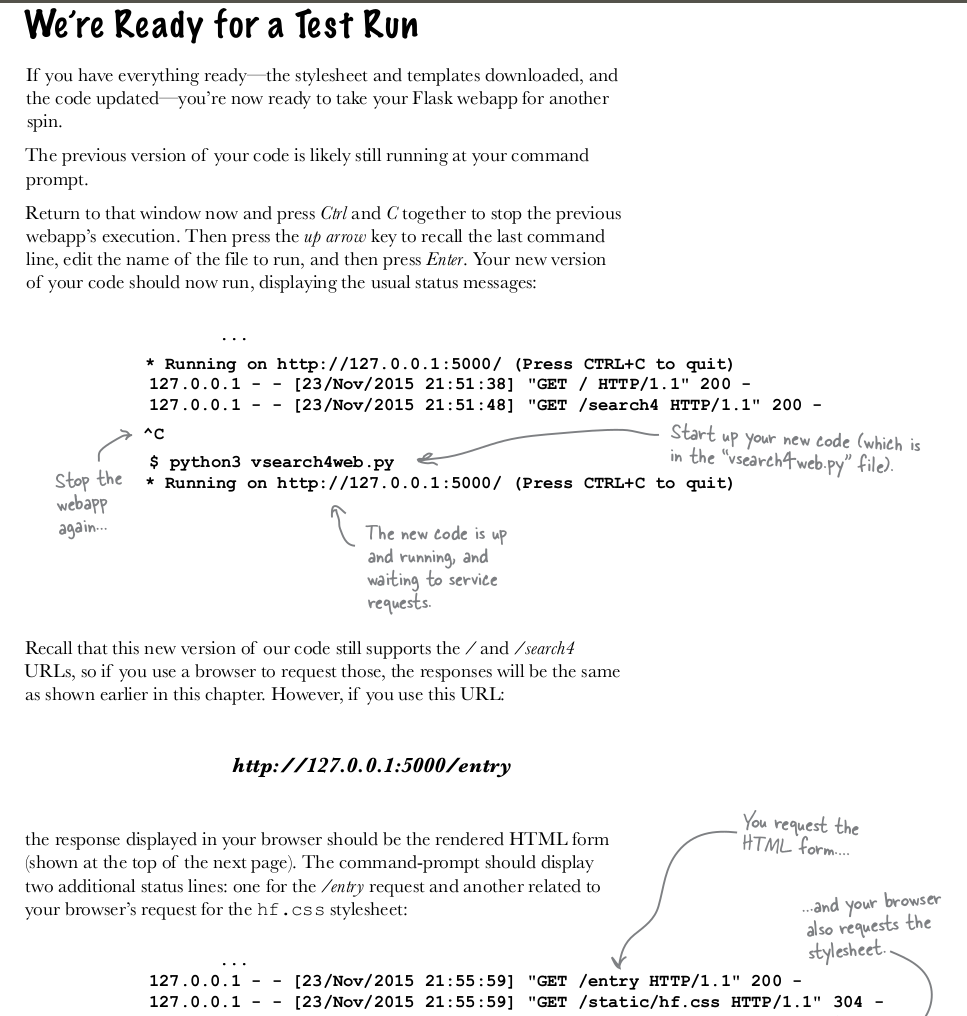 We're Ready for a Test Run
If you have everything ready—the stylesheet and templates downloaded, and
the code updated—you're now ready to take your Flask webapp for another
spin.
The previous version of your code is likely still running at your command
prompt.
Return to that window now and press Ctrl and C together to stop the previous
webapp's execution. Then press the up arrow key to recall the last command
line, edit the name of the file to run, and then press Enter. Your new version
of your code should now run, displaying the usual status messages:
...
* Running on http://127.0.0.1:5000/ (Press CTRL+C to quit)
127.0.0.1 - - [23/Nov/2015 21:51:38] "GET / HTTP/1.1" 200 -
127.0.0.1 - - [23/Nov/2015 21:51:48] "GET /search4 HTTP/1.1" 200 -
^C
$ python3 vsearch4web.py
* Running on http://127.0.0.1:5000/ (Press CTRL+C to quit)
Start up your new code (which is
in the "vsearch4web.py" file).
Stop the
webapp
again...
The new code is up
and running, and
waiting to service
requests.
Recall that this new version of our code still supports the / and /search4
URLs, so if you use a browser to request those, the responses will be the same
as shown earlier in this chapter. However, if you use this URL:
http://127.0.0.1:5000/entry
the response displayed in your browser should be the rendered HTML form
(shown at the top of the next page). The command-prompt should display
two additional status lines: one for the /entry request and another related to
your browser's request for the hf.css stylesheet:
You request the
HTML form....
...and your browser
also requests the
stylesheet.
...
127.0.0.1 - - [23/Nov/2015 21:55:59] "GET /entry HTTP/1.1" 200 -
127.0.0.1 - - [23/Nov/2015 21:55:59] "GET /static/hf.css HTTP/1.1" 304 -